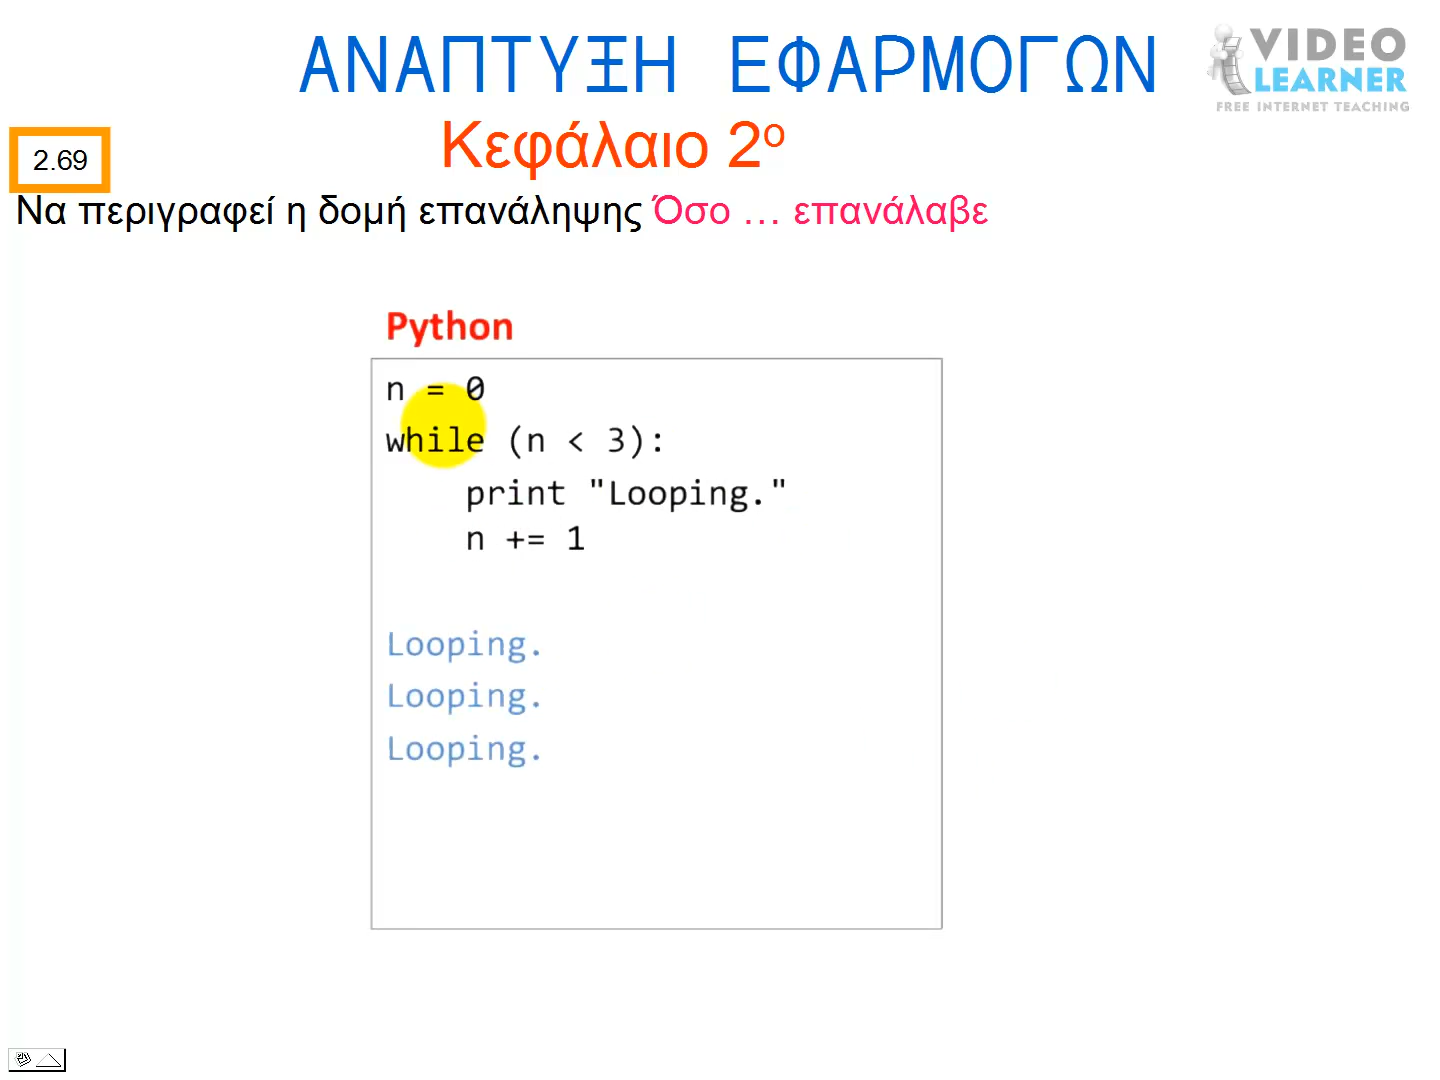 ΑΝΑΠΤΥΞΗ ΕΦΑΡΜΟΓΩΝ
VIDEO
LEARNER
FREE INTERNET TEACHING
Κεφάλαιο 2ο
2.69
Να περιγραφεί η δομή επανάληψης Όσο … επανάλαβε
Python
n = 0
while (n < 3):
    print "Looping."
    n += 1
Looping.
Looping.
Looping.